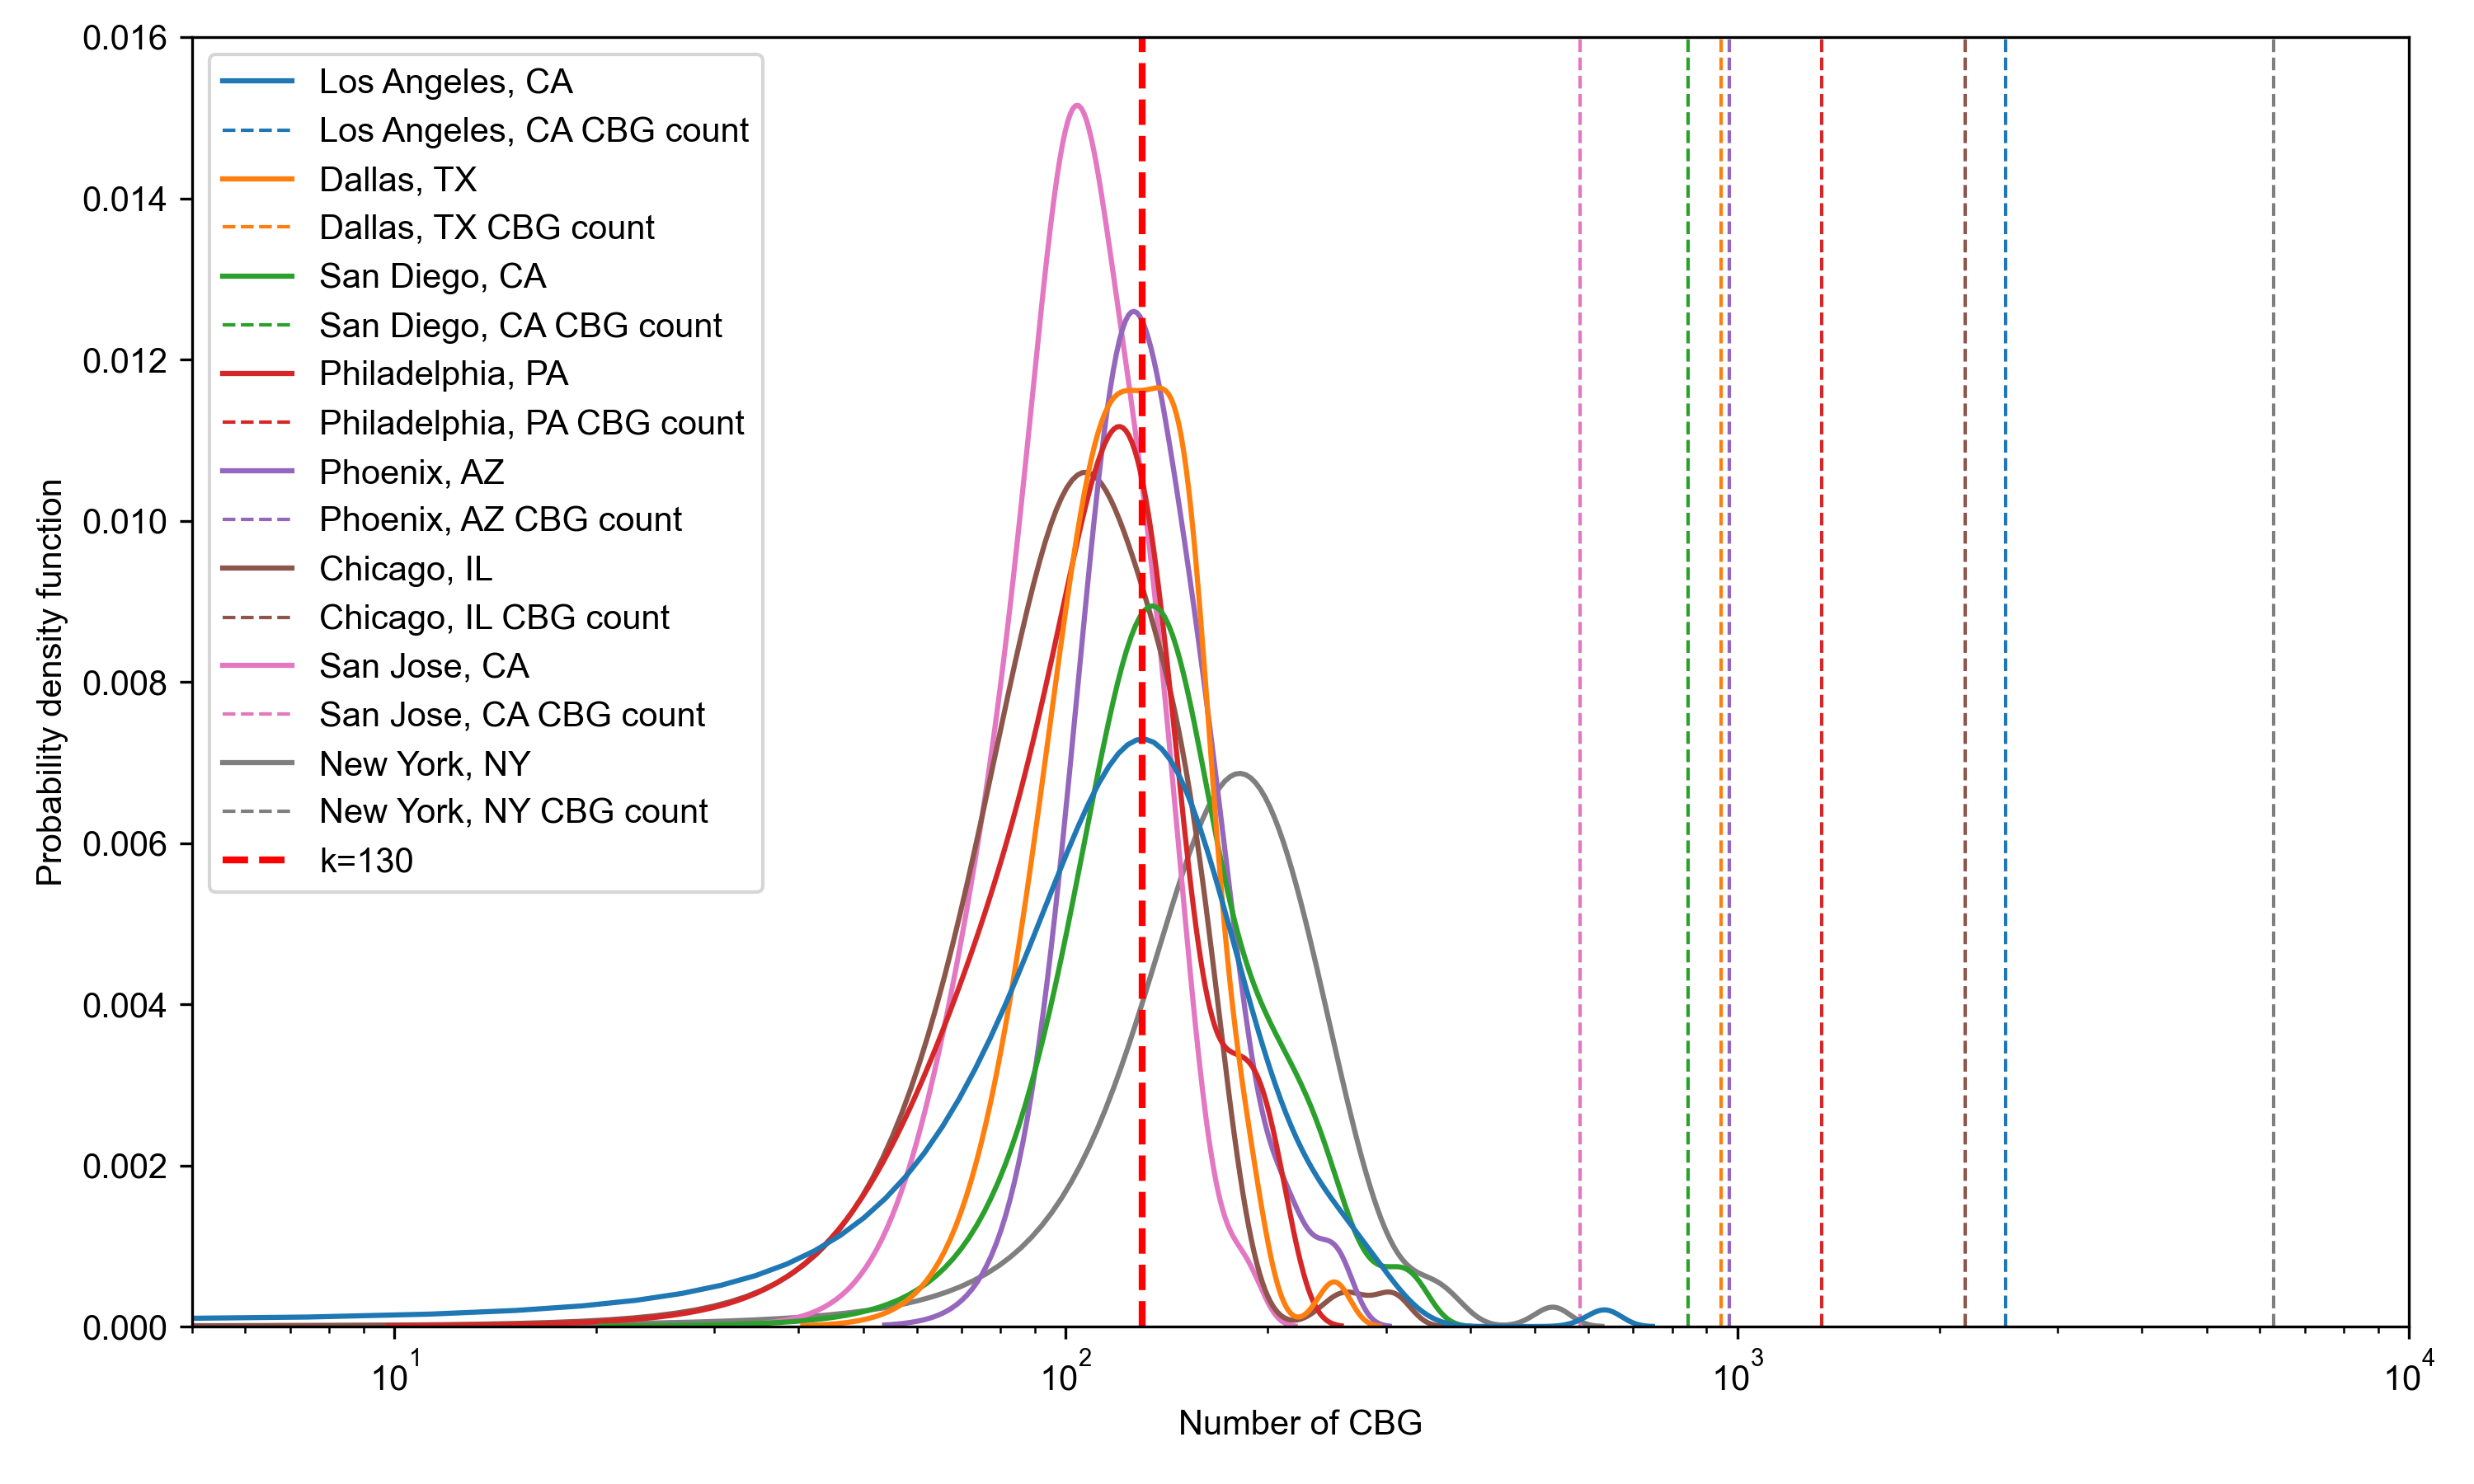 0.016
0.014
0.012
0.010
0.008
0.006
0.004
0.002
0.000
Probability density function
Los Angeles, CA
Los Angeles, CA CBG count
Dallas, TX
Dallas, TX CBG count
San Diego, CA
San Diego, CA CBG count
Philadelphia, PA
Philadelphia, PA CBG count
Phoenix, AZ
Phoenix, AZ CBG count
Chicago, IL
Chicago, IL CBG count
San Jose, CA
San Jose, CA CBG count
New York, NY
New York, NY CBG count
k=130
10¹ 10² 10³ 10⁴
Number of CBG